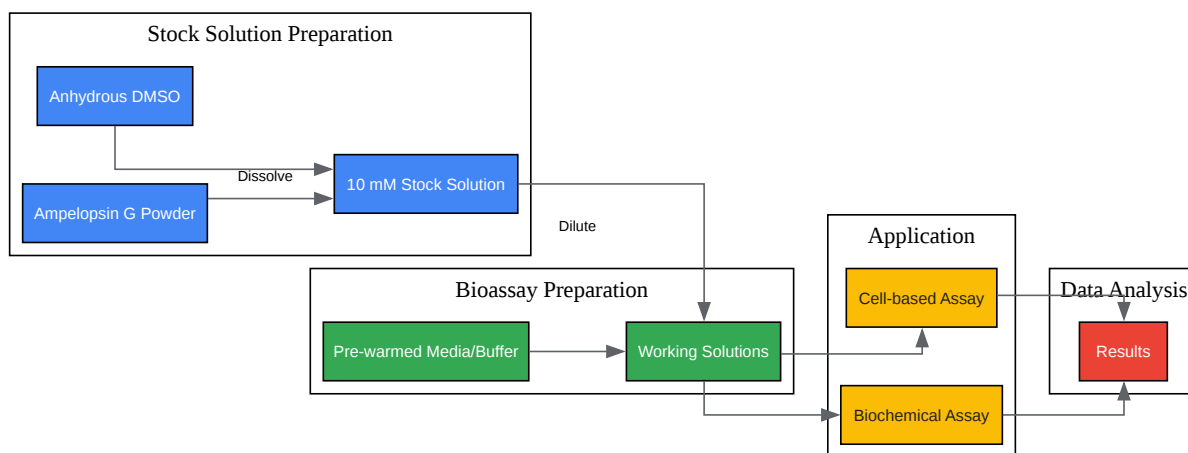 Stock Solution Preparation
Anhydrous DMSO
Dissolve
10 mM Stock Solution
Ampelopsin G Powder
Dilute
Bioassay Preparation
Pre-warmed Media/Buffer
Working Solutions
Application
Cell-based Assay
Biochemical Assay
Data Analysis
Results